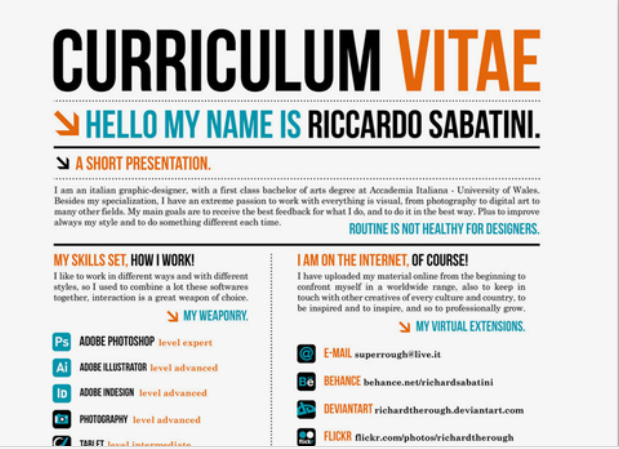 CURRICULUM VITAE
HELLO MY NAME IS RICCARDO SABATINI.
A SHORT PRESENTATION.
I am an italian graphic-designer, with a first class bachelor of arts degree at Accademia Italiana - University of Wales.
Besides my specialization, I have an extreme passion to work with everything is visual, from photography to digital art to
many other fields. My main goals are to receive the best feedback for what I do, and to do it in the best way. Plus to improve
always my style and to do something different each time.
ROUTINE IS NOT HEALTHY FOR DESIGNERS.
MY SKILLS SET, HOW I WORK!
I like to work in different ways and with different
styles, so I used to combine a lot these softwares
together, interaction is a great weapon of choice.
MY WEAPONRY.
Ps ADOBE PHOTOSHOP level expert
Ai ADOBE ILLUSTRATOR level advanced
ID ADOBE INDESIGN level advanced
PHOTOGRAPHY level advanced
TABLET level intermediate
I AM ON THE INTERNET, OF COURSE!
I have uploaded my material online from the beginning to
confront myself in a worldwide range, also to keep in
touch with other creatives of every culture and country, to
be inspired and to inspire, and so to professionally grow.
MY VIRTUAL EXTENSIONS.
@ E-MAIL superrough@live.it
Bē BEHANCE behance.net/richardsabatini
DEVIANTART richardtherough.deviantart.com
FLICKR flickr.com/photos/richardtherough